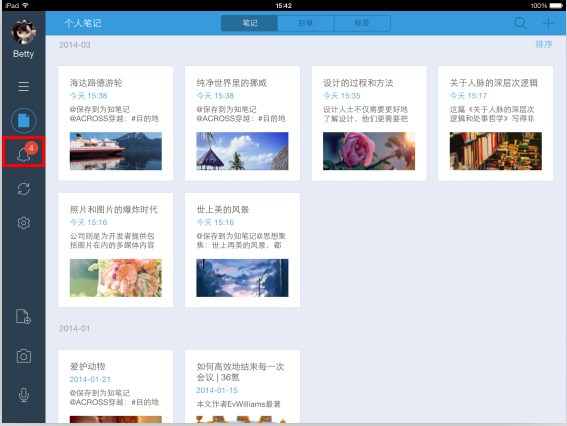 iPad 15:42 100%
Betty
4
个人笔记 笔记 目录 标签
2014-03 排序
海达路德游轮
今天 15:38
@保存到为知笔记
@ACROSS穿越：#目的地
纯净世界里的挪威
今天 15:38
@保存到为知笔记
@ACROSS穿越：#目的地
设计的过程和方法
今天 15:35
设计人士不仅需要更好地
了解设计，他们更需要把
关于人脉的深层次逻辑
今天 15:17
这篇《关于人脉的深层次
逻辑和处事哲学》写得非
照片和图片的爆炸时代
今天 15:16
公司则是为开发者提供包
括图片在内的多媒体内容
世上美的风景
今天 15:16
@保存到为知笔记@思想聚
焦：世上再美的风景，都
2014-01
爱护动物
2014-01-21
@保存到为知笔记
@ACROSS穿越：#目的地
如何高效地结束每一次
会议 | 36氪
2014-01-15
本文作者EvWilliams最著